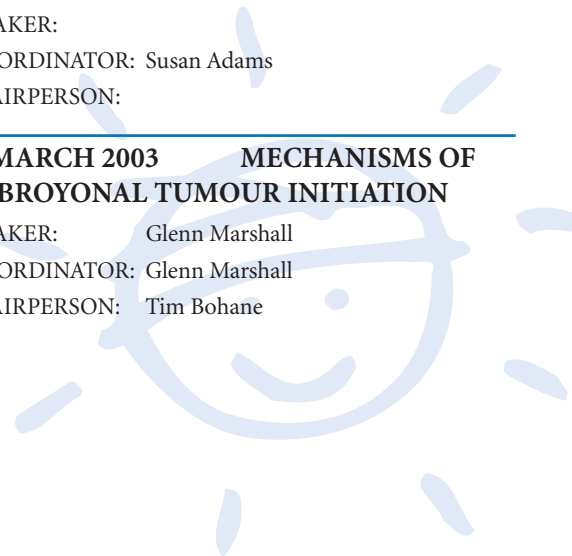 AKER:
ORDINATOR: Susan Adams
AIRPERSON:
MARCH 2003 MECHANISMS OF
BROYONAL TUMOUR INITIATION
AKER: Glenn Marshall
ORDINATOR: Glenn Marshall
AIRPERSON: Tim Bohane